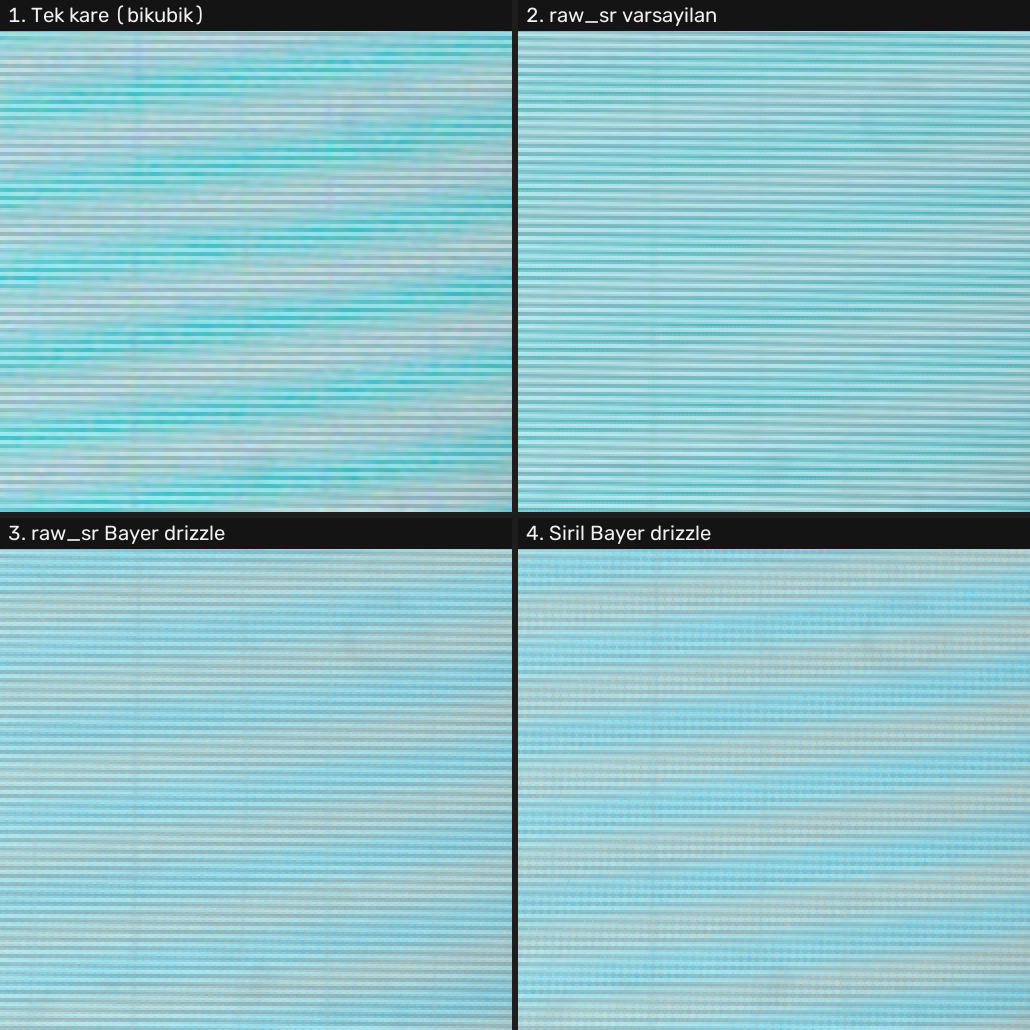 1. Tek kare (bikubik)
2. raw_sr varsayilan
3. raw_sr Bayer drizzle
4. Siril Bayer drizzle